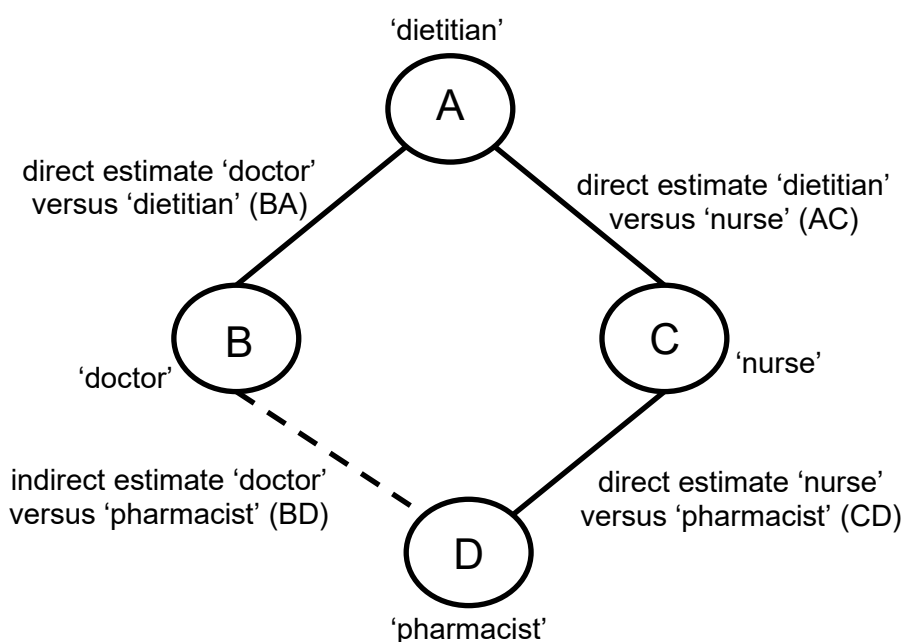 ‘dietitian’
A
direct estimate ‘doctor’
versus ‘dietitian’ (BA)
direct estimate ‘dietitian’
versus ‘nurse’ (AC)
B
C
‘doctor’
‘nurse’
indirect estimate ‘doctor’
versus ‘pharmacist’ (BD)
direct estimate ‘nurse’
versus ‘pharmacist’ (CD)
D
‘pharmacist’